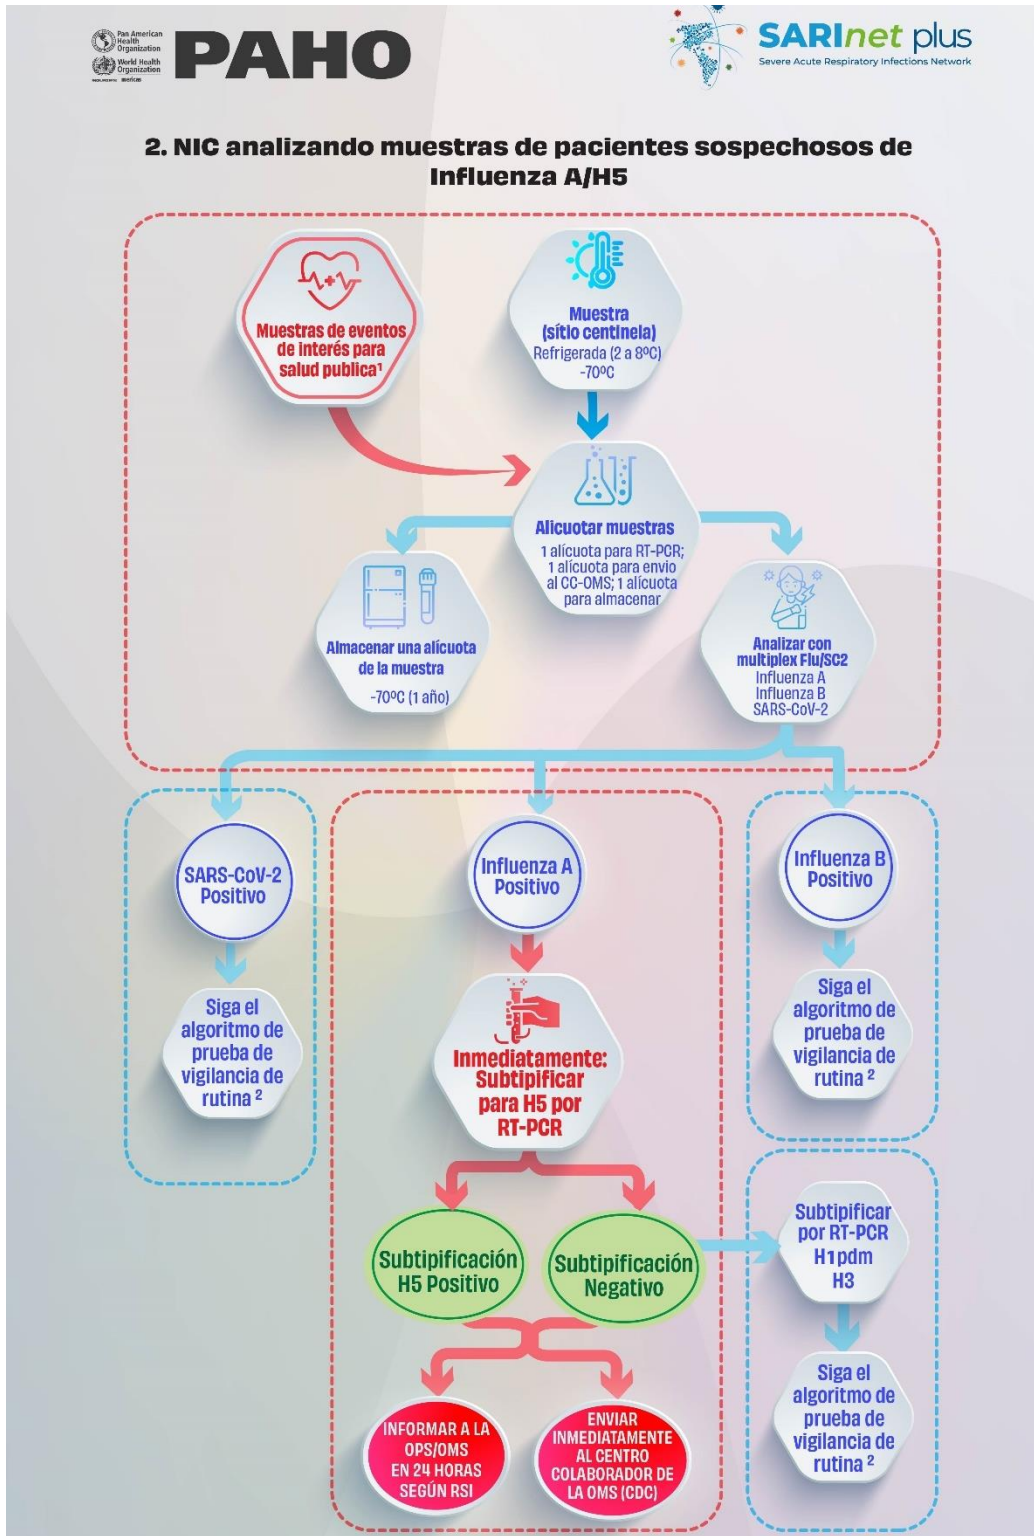 Pan American
Health
Organization
World Health
Organization
Americas
PAHO
SARInet plus
Severe Acute Respiratory Infections Network
2. NIC analizando muestras de pacientes sospechosos de
Influenza A/H5
Muestras de eventos
de interés para
salud publica¹
Muestra
(sítio centinela)
Refrigerada (2 a 8ºC)
-70ºC
Alicuotar muestras
1 alícuota para RT-PCR;
1 alícuota para envio
al CC-OMS; 1 alícuota
para almacenar
Almacenar una alícuota
de la muestra
-70ºC (1 año)
Analizar con
multiplex Flu/SC2
Influenza A
Influenza B
SARS-CoV-2
SARS-CoV-2
Positivo
Influenza A
Positivo
Influenza B
Positivo
Siga el
algoritmo de
prueba de
vigilancia de
rutina ²
Inmediatamente:
Subtipificar
para H5 por
RT-PCR
Siga el
algoritmo de
prueba de
vigilancia de
rutina ²
Subtipificación
H5 Positivo
Subtipificación
Negativo
Subtipificar
por RT-PCR
H1pdm
H3
INFORMAR A LA
OPS/OMS
EN 24 HORAS
SEGÚN RSI
ENVIAR
INMEDIATAMENTE
AL CENTRO
COLABORADOR DE
LA OMS (CDC)
Siga el
algoritmo de
prueba de
vigilancia de
rutina ²